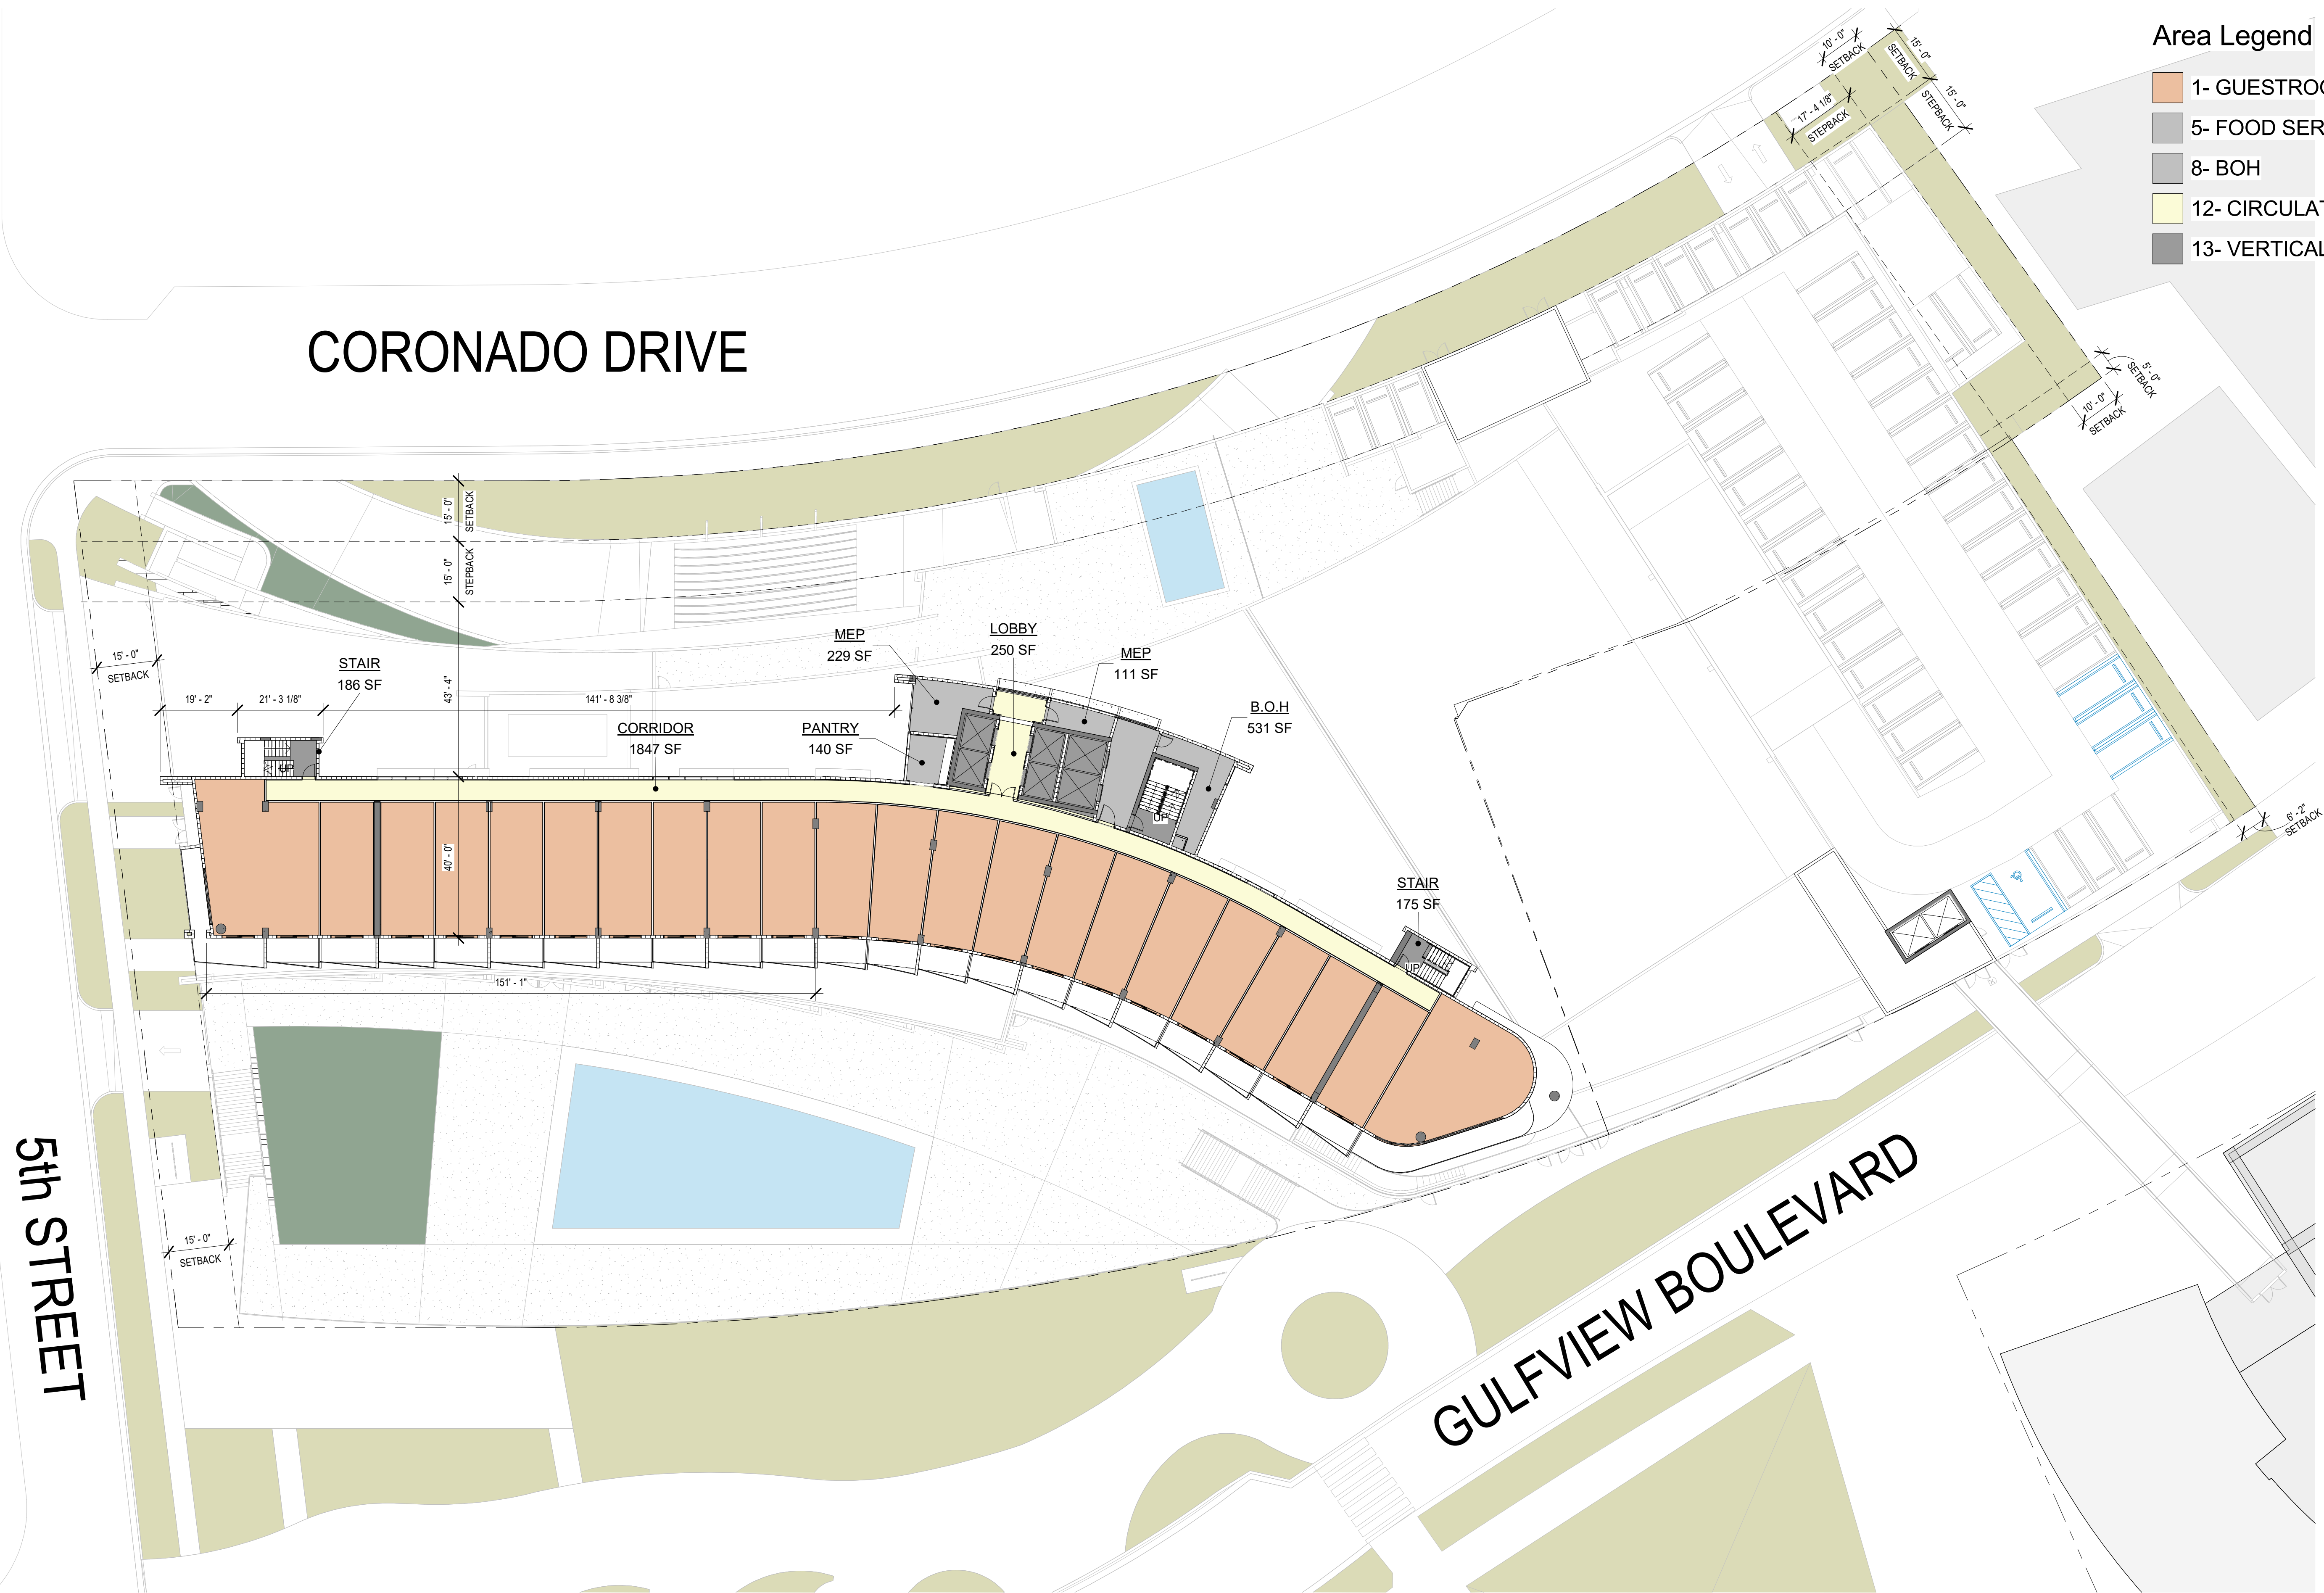 Area Legend
1- GUESTROO
5- FOOD SER
8- BOH
12- CIRCULAT
13- VERTICAL
10' - 0"
SETBACK
15' - 0"
SETBACK
17' - 4 1/8"
STEPBACK
15' - 0"
STEPBACK
CORONADO DRIVE
5' - 0"
SETBACK
10' - 0"
SETBACK
15' - 0"
SETBACK
15' - 0"
STEPBACK
15' - 0"
SETBACK
43' - 4"
STAIR
186 SF
MEP
229 SF
LOBBY
250 SF
MEP
111 SF
19' - 2"
21' - 3 1/8"
141' - 8 3/8"
CORRIDOR
1847 SF
PANTRY
140 SF
B.O.H
531 SF
UP
UP
40' - 0"
6' - 2"
SETBACK
STAIR
175 SF
UP
151' - 1"
5th STREET
15' - 0"
SETBACK
GULFVIEW BOULEVARD